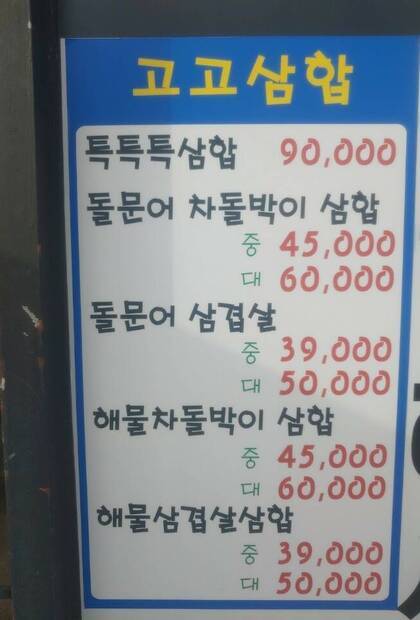 고고삼합
특특특삼합 90,000
돌문어 차돌박이 삼합
중 45,000
대 60,000
돌문어 삼겹살
중 39,000
대 50,000
해물차돌박이 삼합
중 45,000
대 60,000
해물삼겹살삼합
중 39,000
대 50,000